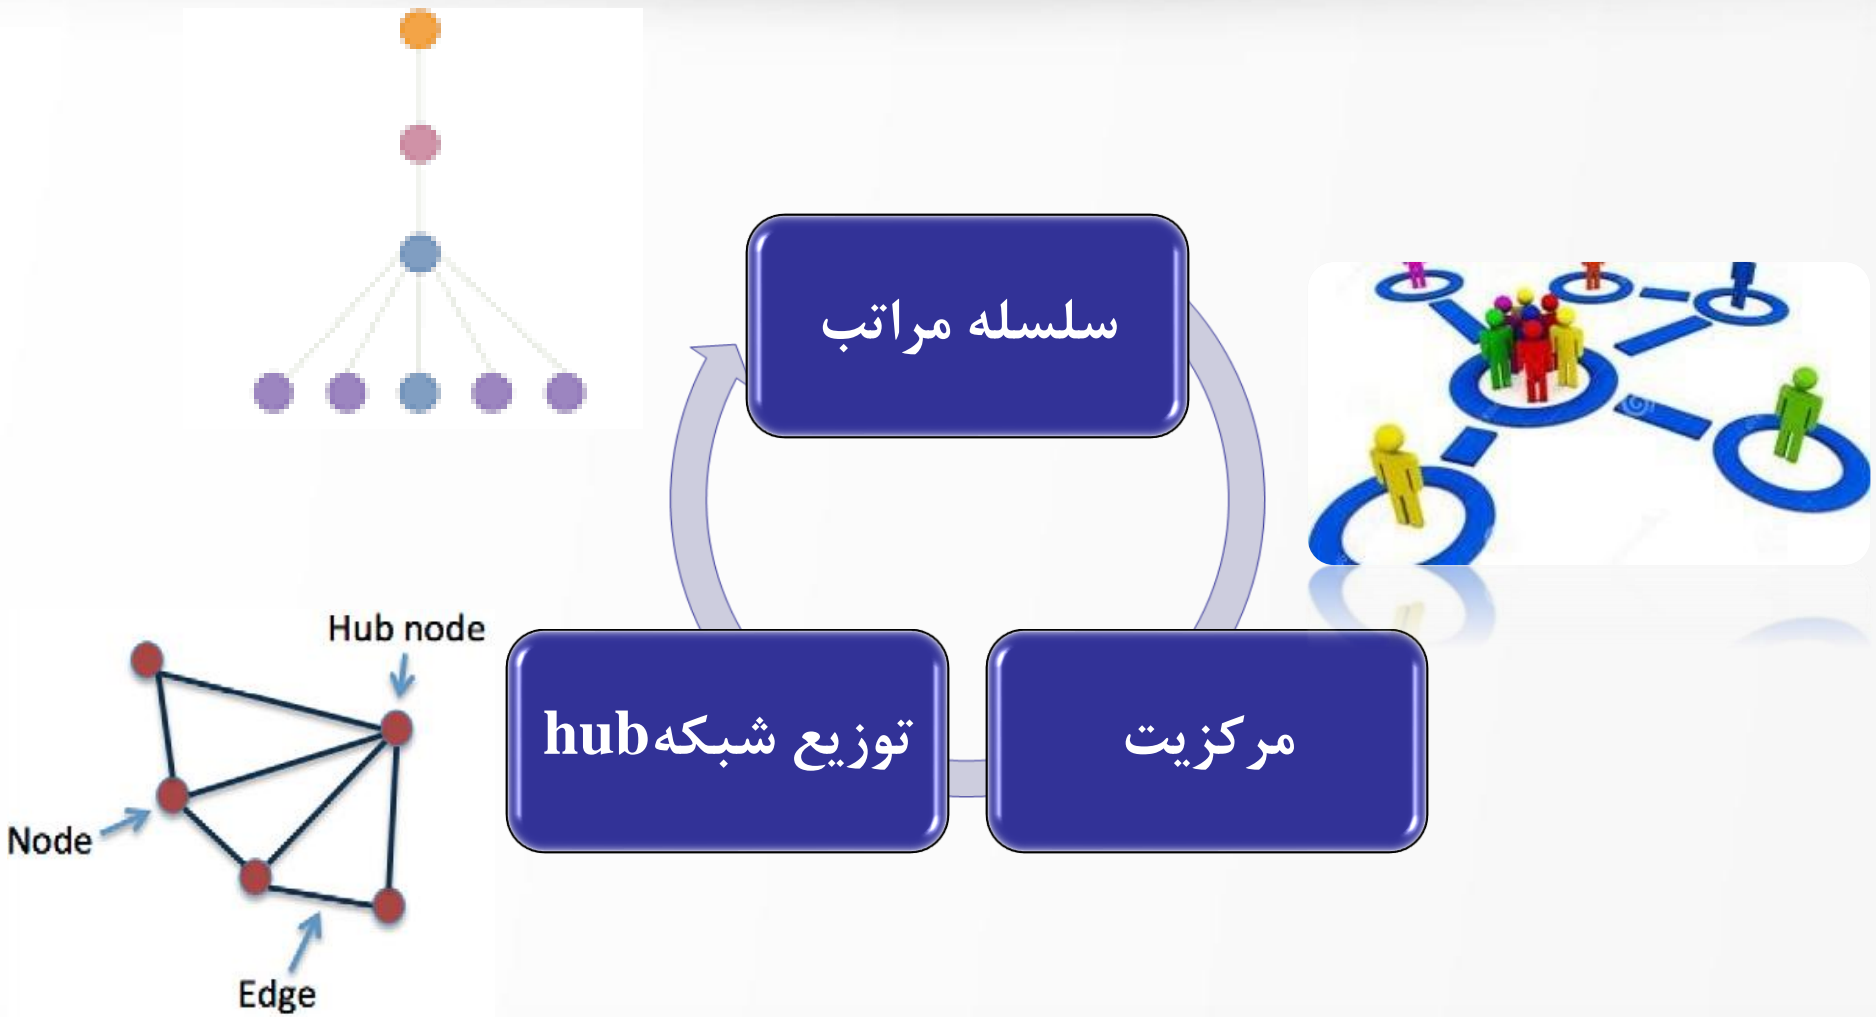 سلسله مراتب
مرکزیت
توزیع شبکهhub
Hub node
Node
Edge